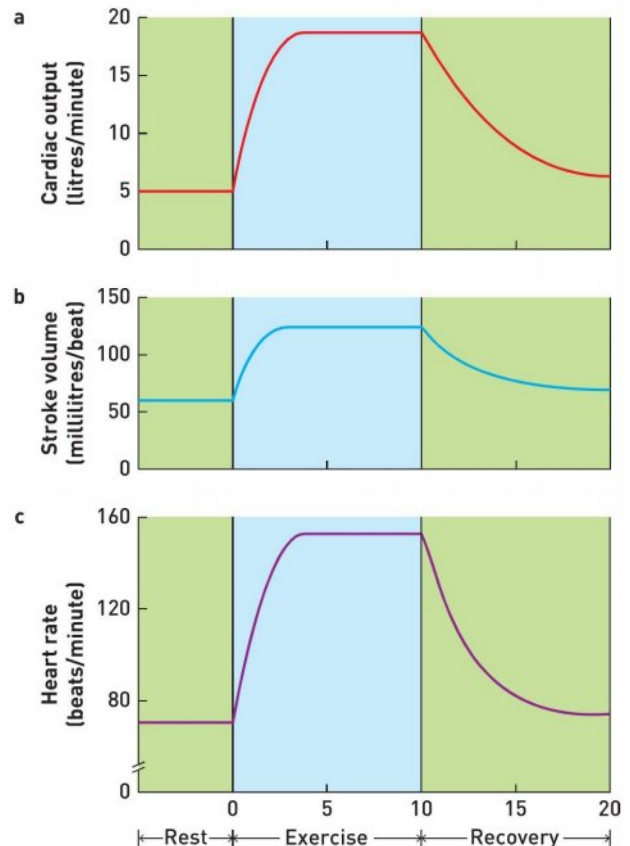 a
Cardiac output
(litres/minute)
20
15
10
5
0
b
Stroke volume
(millilitres/beat)
150
100
50
0
c
Heart rate
(beats/minute)
160
120
80
0
0 5 10 15 20
Rest Exercise Recovery